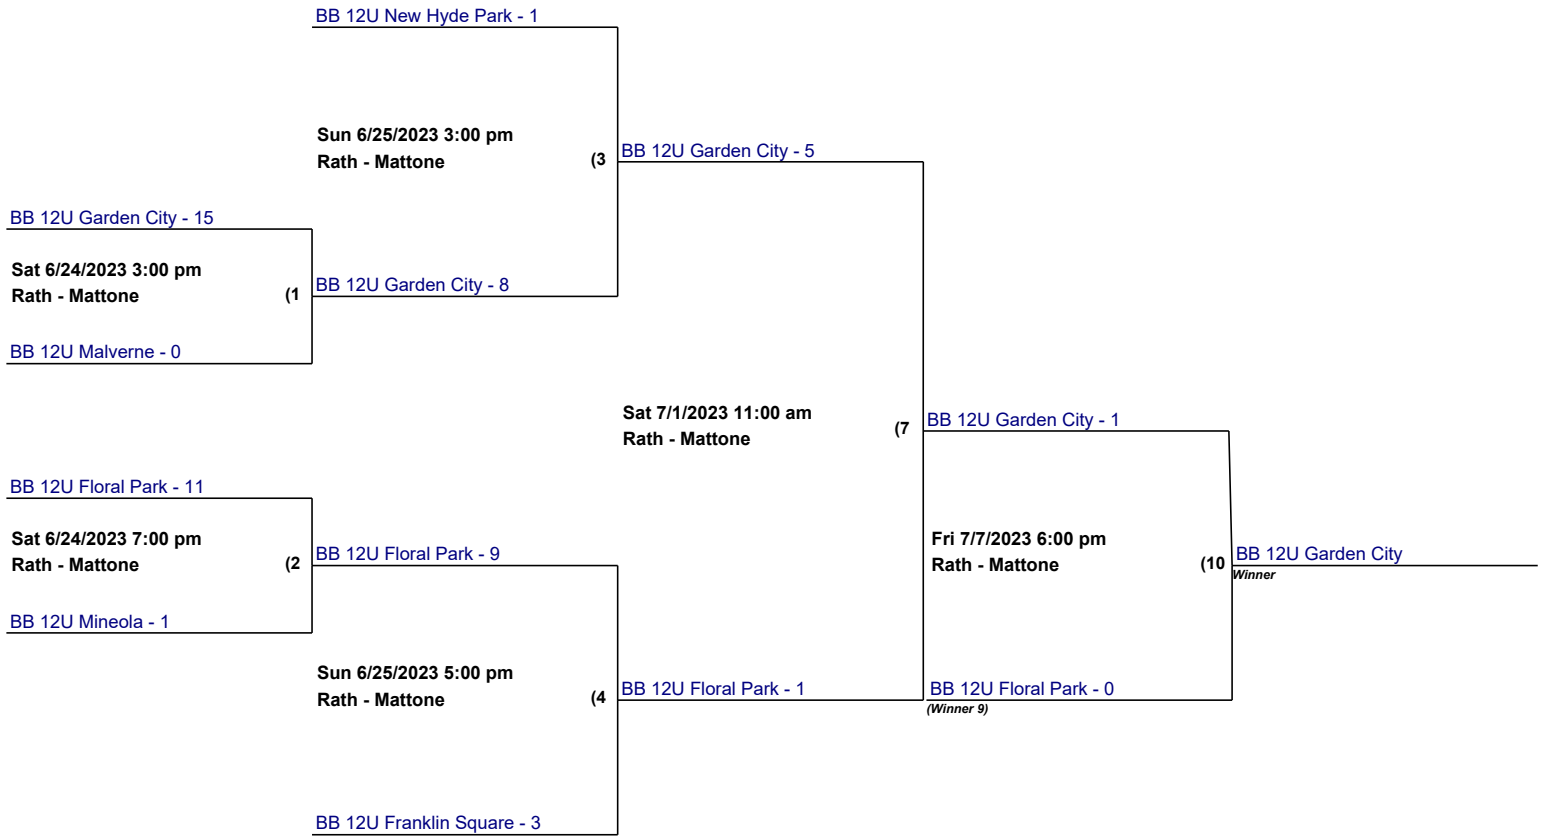 BB 12U New Hyde Park - 1
Sun 6/25/2023 3:00 pm
Rath - Mattone
(3
BB 12U Garden City - 5
BB 12U Garden City - 15
Sat 6/24/2023 3:00 pm
Rath - Mattone
(1
BB 12U Garden City - 8
BB 12U Malverne - 0
Sat 7/1/2023 11:00 am
Rath - Mattone
(7
BB 12U Garden City - 1
BB 12U Floral Park - 11
Sat 6/24/2023 7:00 pm
Rath - Mattone
(2
BB 12U Floral Park - 9
Fri 7/7/2023 6:00 pm
Rath - Mattone
(10
BB 12U Garden City
Winner
BB 12U Mineola - 1
Sun 6/25/2023 5:00 pm
Rath - Mattone
(4
BB 12U Floral Park - 1
BB 12U Floral Park - 0
(Winner 9)
BB 12U Franklin Square - 3